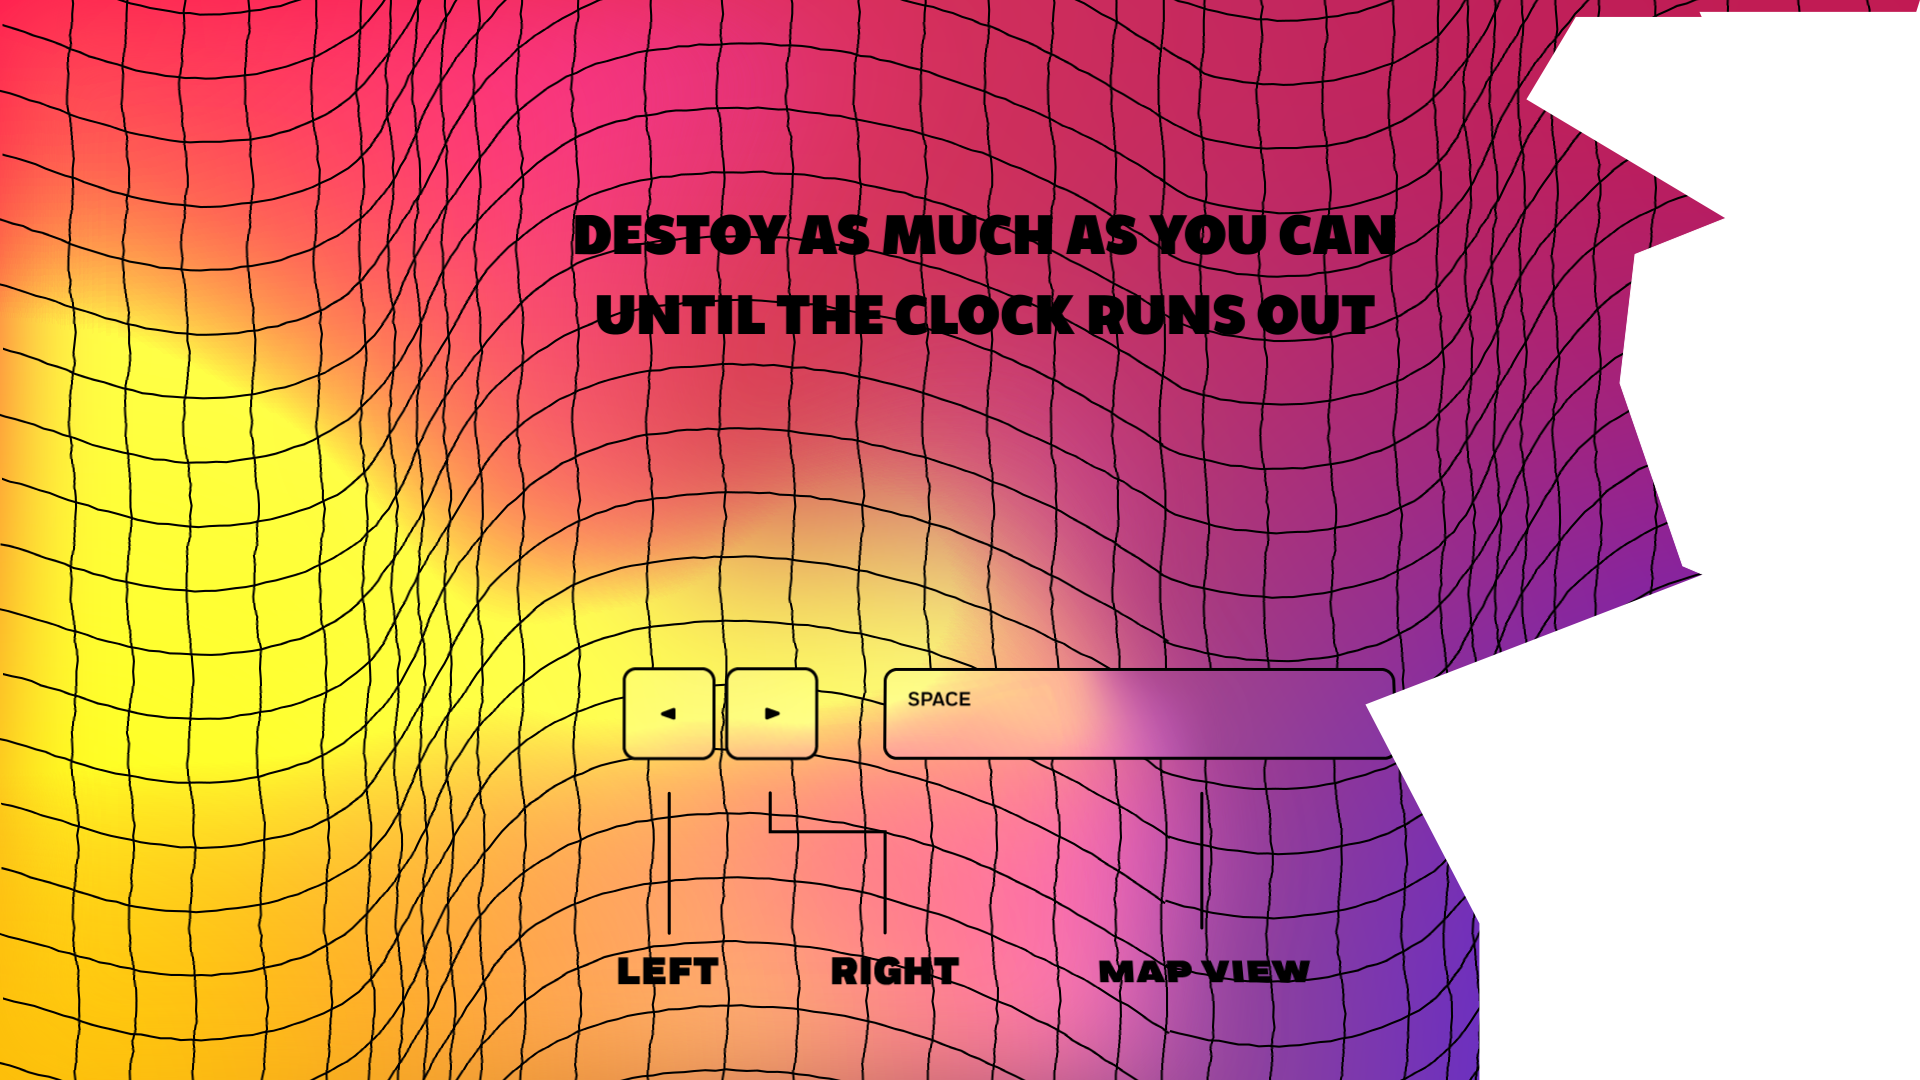 DESTOY AS MUCH AS YOU CAN
UNTIL THE CLOCK RUNS OUT
◄ ► SPACE
LEFT RIGHT MAP VIEW